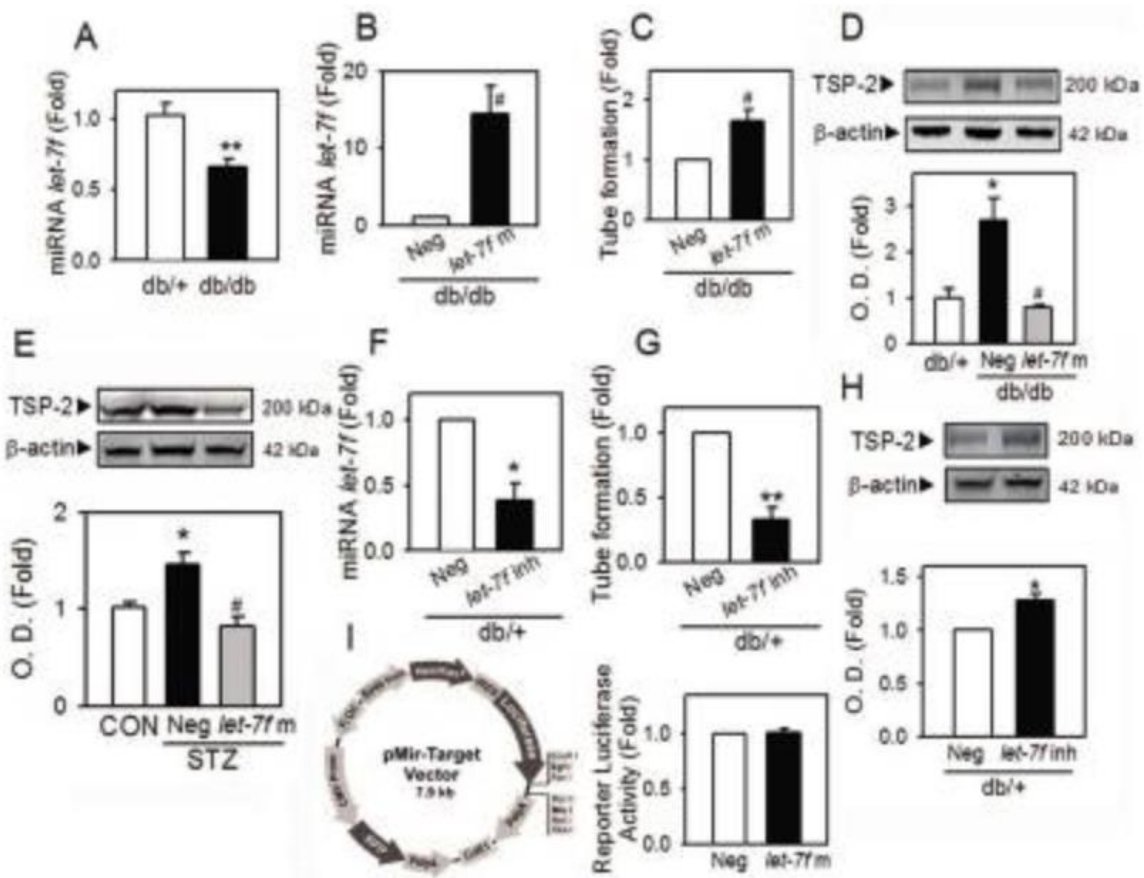 A
miRNA let-7f (Fold)
1.0
0.5
0.0
**
db/+ db/db
B
miRNA let-7f (Fold)
20
10
0
#
Neg let-7f m
db/db
C
Tube formation (Fold)
2
1
0
#
Neg let-7f m
db/db
D
TSP-2 200 kDa
β-actin 42 kDa
O. D. (Fold)
3
2
1
0
*
#
db/+ Neg let-7f m
db/db
E
TSP-2 200 kDa
β-actin 42 kDa
O. D. (Fold)
2
1
0
*
#
CON Neg let-7f m
STZ
F
miRNA let-7f (Fold)
1.0
0.5
0.0
*
Neg let-7f inh
db/+
G
Tube formation (Fold)
1.0
0.5
0.0
**
Neg let-7f inh
db/+
H
TSP-2 200 kDa
β-actin 42 kDa
O. D. (Fold)
1.5
1.0
0.5
0.0
*
Neg let-7f inh
db/+
I
pMir-Target
Vector
7.9 kb
Luciferase
Reporter Luciferase
Activity (Fold)
1.0
0.5
0.0
Neg let-7f m